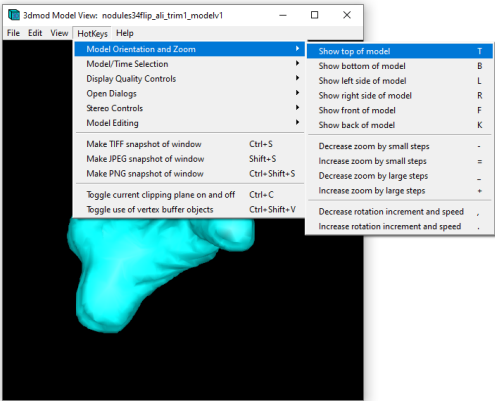 3dmod Model View: nodules34flip_ali_trim1_modelv1
File Edit View HotKeys Help
Model Orientation and Zoom
Model/Time Selection
Display Quality Controls
Open Dialogs
Stereo Controls
Model Editing
Make TIFF snapshot of window Ctrl+S
Make JPEG snapshot of window Shift+S
Make PNG snapshot of window Ctrl+Shift+S
Toggle current clipping plane on and off Ctrl+C
Toggle use of vertex buffer objects Ctrl+Shift+V
Show top of model T
Show bottom of model B
Show left side of model L
Show right side of model R
Show front of model F
Show back of model K
Decrease zoom by small steps -
Increase zoom by small steps =
Decrease zoom by large steps _
Increase zoom by large steps +
Decrease rotation increment and speed ,
Increase rotation increment and speed .